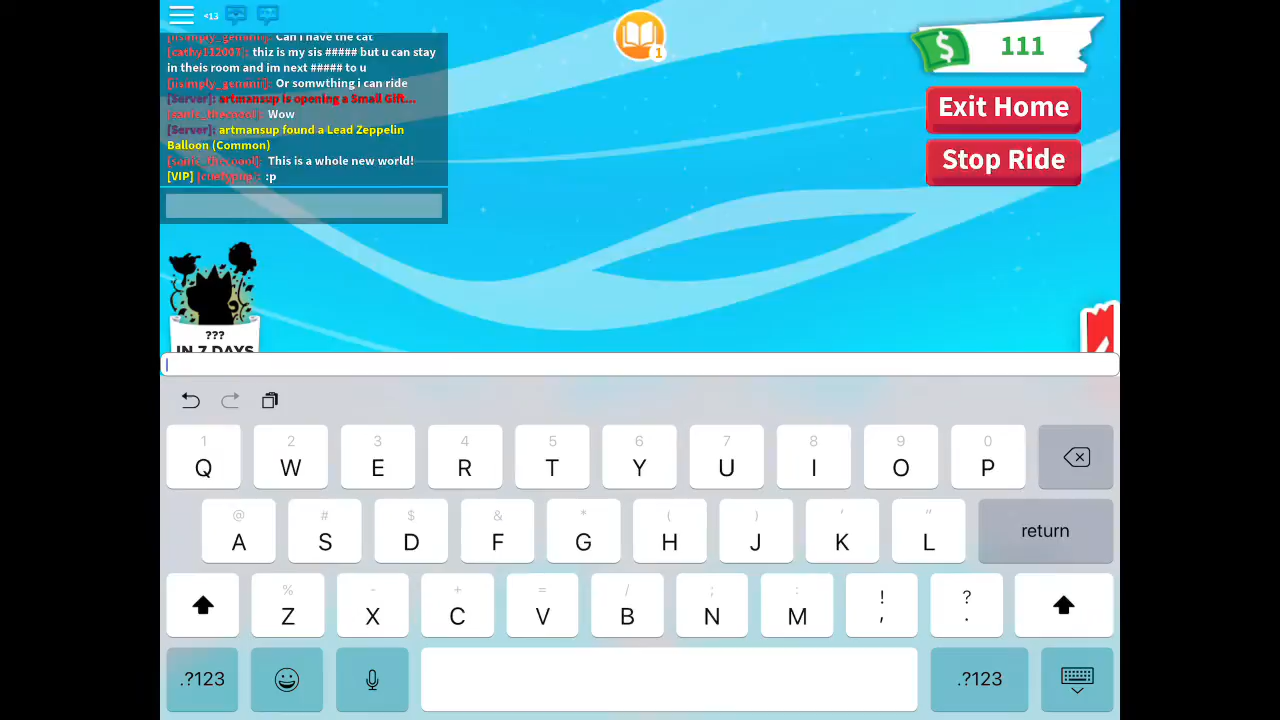 <13
1
111
Exit Home
Stop Ride
Can i have the cat
[cathy112007]: thiz is my sis ##### but u can stay
in theis room and im next ##### to u
[iisimply_geminii]: Or somwthing i can ride
[Server]: artmansup is opening a Small Gift...
Wow
[Server]: artmansup found a Lead Zeppelin
Balloon (Common)
This is a whole new world!
[VIP] :p
???
IN 7 DAYS
1 2 3 4 5 6 7 8 9 0
Q W E R T Y U I O P
@ # $ & * ( ) ' "
A S D F G H J K L return
% - + = / ; : ! ?
Z X C V B N M , .
.?123 .?123